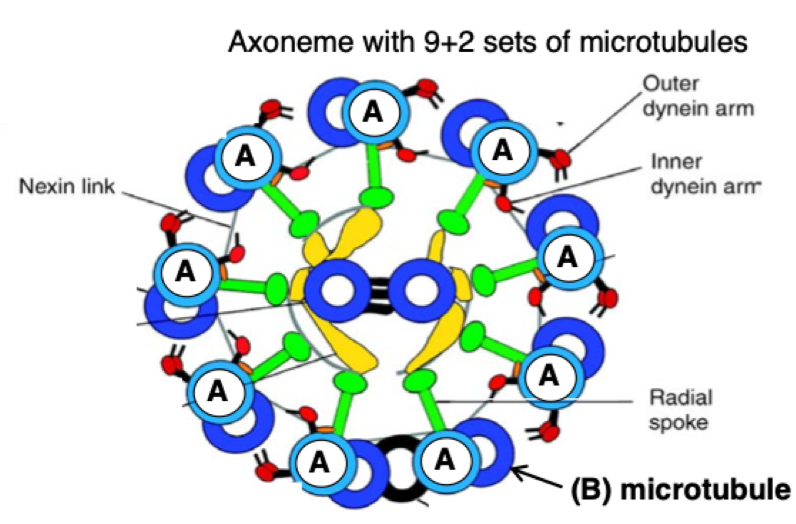 Axoneme with 9+2 sets of microtubules
Outer
dynein arm
Inner
dynein arm
Nexin link
A
A
A
A
A
A
A
A
A
Radial
spoke
(B) microtubule